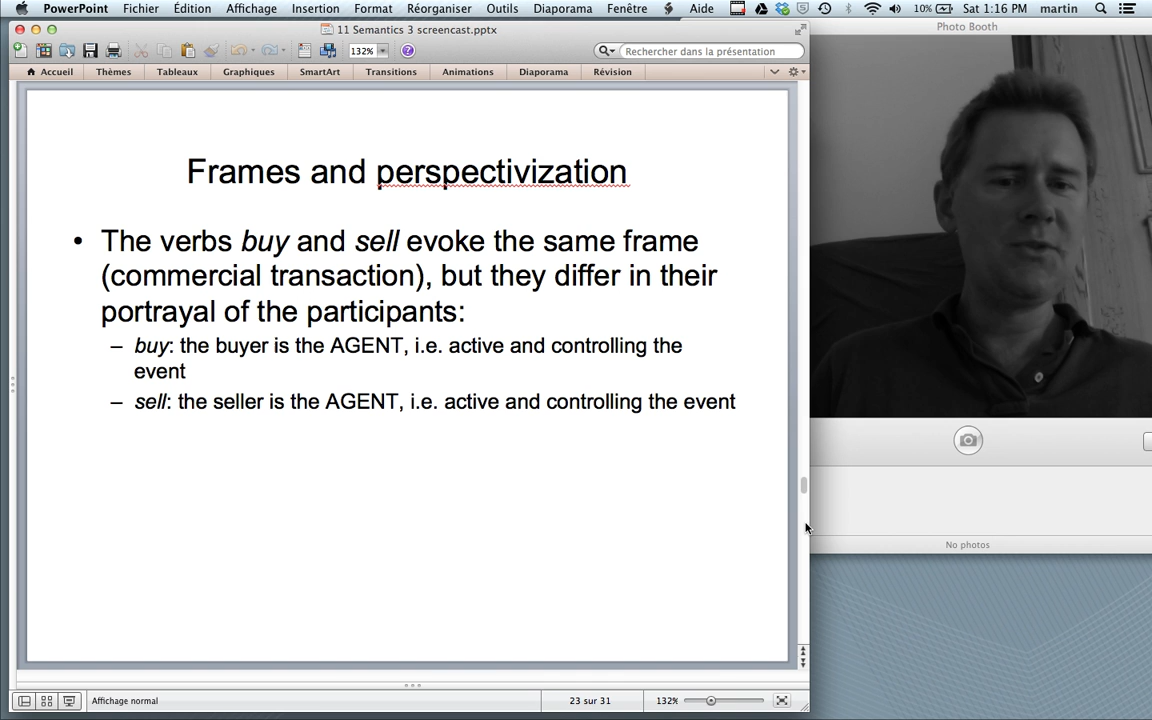 PowerPoint Fichier Édition Affichage Insertion Format Réorganiser Outils Diaporama Fenêtre Aide 10% Sat 1:16 PM martin
Photo Booth
11 Semantics 3 screencast.pptx
132% Rechercher dans la présentation
Accueil Thèmes Tableaux Graphiques SmartArt Transitions Animations Diaporama Révision
Frames and perspectivization
• The verbs buy and sell evoke the same frame
(commercial transaction), but they differ in their
portrayal of the participants:
– buy: the buyer is the AGENT, i.e. active and controlling the
event
– sell: the seller is the AGENT, i.e. active and controlling the event
No photos
Affichage normal 23 sur 31 132%